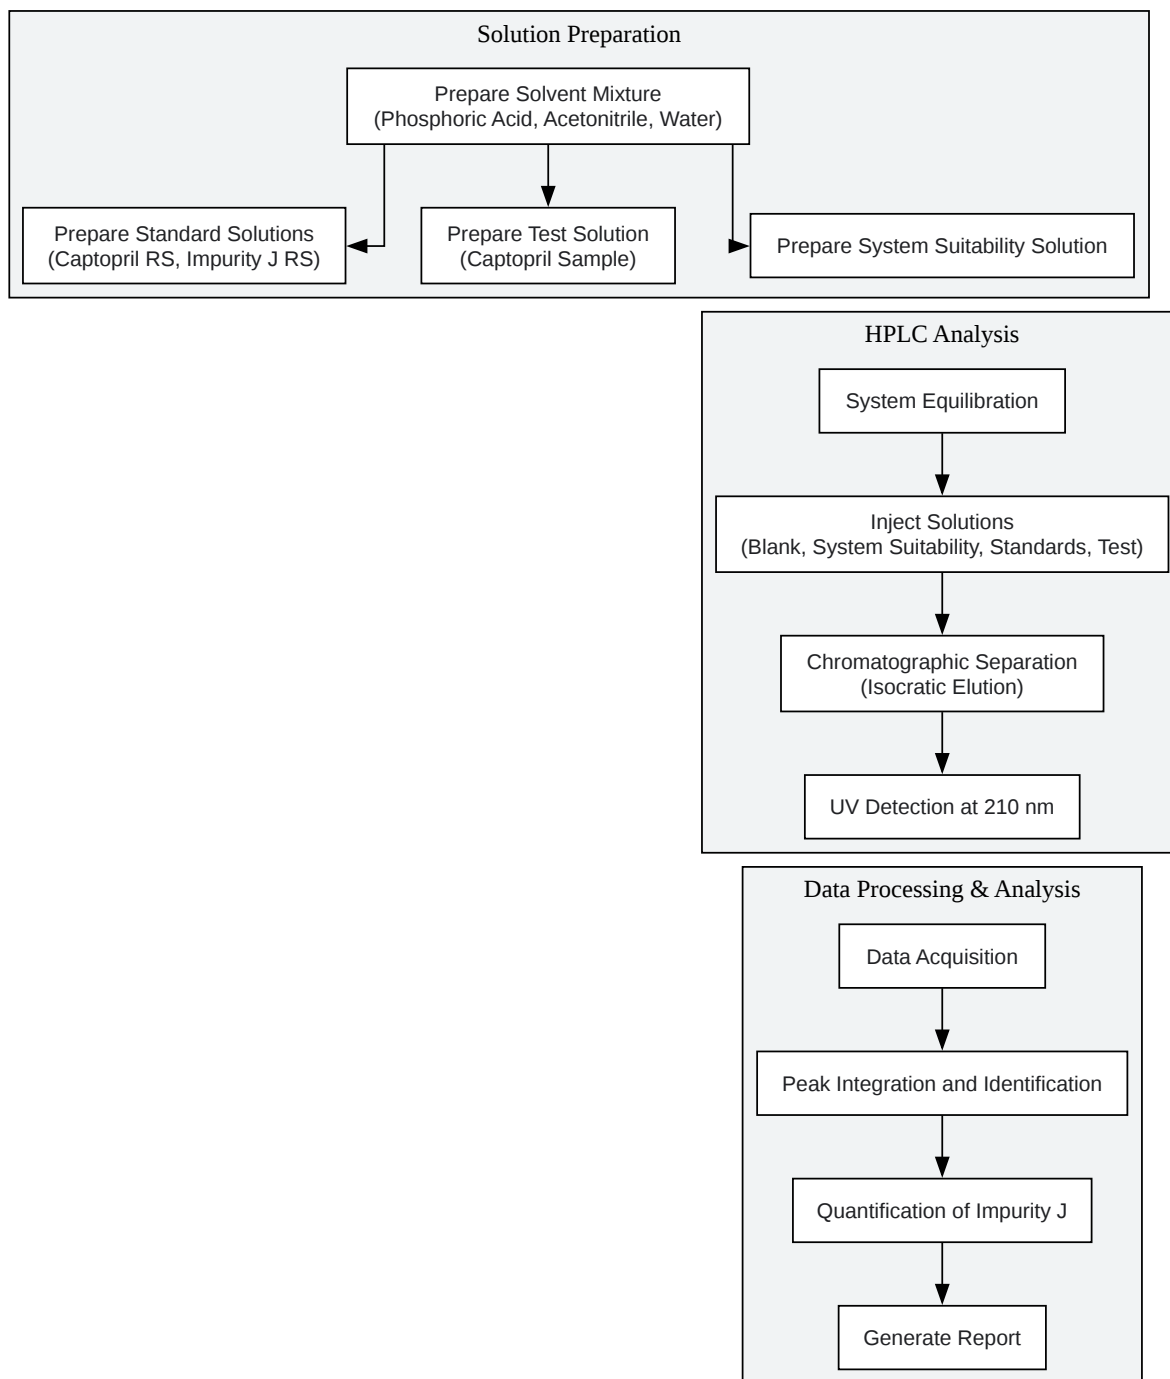 Solution Preparation
Prepare Solvent Mixture
(Phosphoric Acid, Acetonitrile, Water)
Prepare Standard Solutions
(Captopril RS, Impurity J RS)
Prepare Test Solution
(Captopril Sample)
Prepare System Suitability Solution
HPLC Analysis
System Equilibration
Inject Solutions
(Blank, System Suitability, Standards, Test)
Chromatographic Separation
(Isocratic Elution)
UV Detection at 210 nm
Data Processing & Analysis
Data Acquisition
Peak Integration and Identification
Quantification of Impurity J
Generate Report